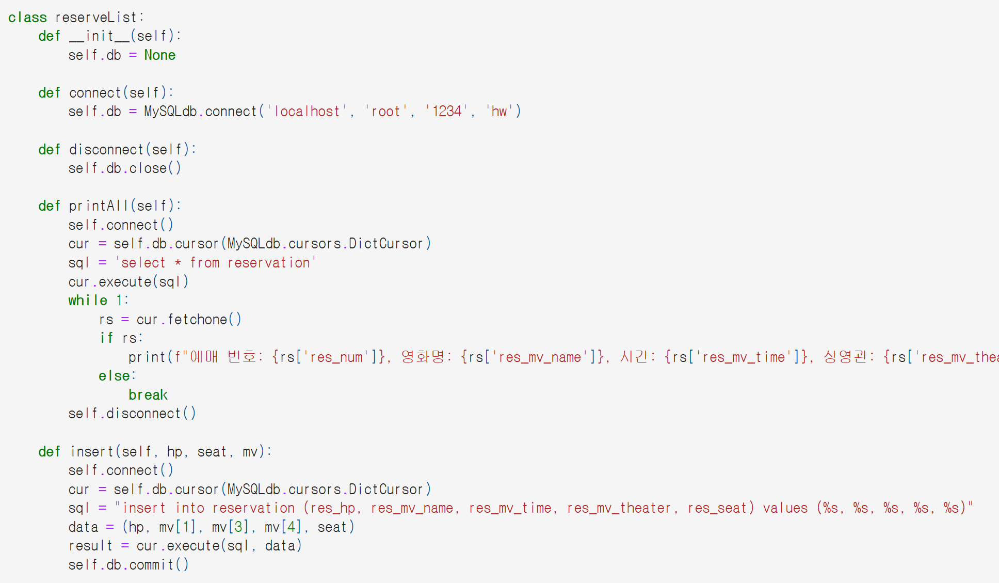 class reserveList:
    def __init__(self):
        self.db = None

    def connect(self):
        self.db = MySQLdb.connect('localhost', 'root', '1234', 'hw')

    def disconnect(self):
        self.db.close()

    def printAll(self):
        self.connect()
        cur = self.db.cursor(MySQLdb.cursors.DictCursor)
        sql = 'select * from reservation'
        cur.execute(sql)
        while 1:
            rs = cur.fetchone()
            if rs:
                print(f"예매 번호: {rs['res_num']}, 영화명: {rs['res_mv_name']}, 시간: {rs['res_mv_time']}, 상영관: {rs['res_mv_thea
            else:
                break
        self.disconnect()

    def insert(self, hp, seat, mv):
        self.connect()
        cur = self.db.cursor(MySQLdb.cursors.DictCursor)
        sql = "insert into reservation (res_hp, res_mv_name, res_mv_time, res_mv_theater, res_seat) values (%s, %s, %s, %s, %s)"
        data = (hp, mv[1], mv[3], mv[4], seat)
        result = cur.execute(sql, data)
        self.db.commit()